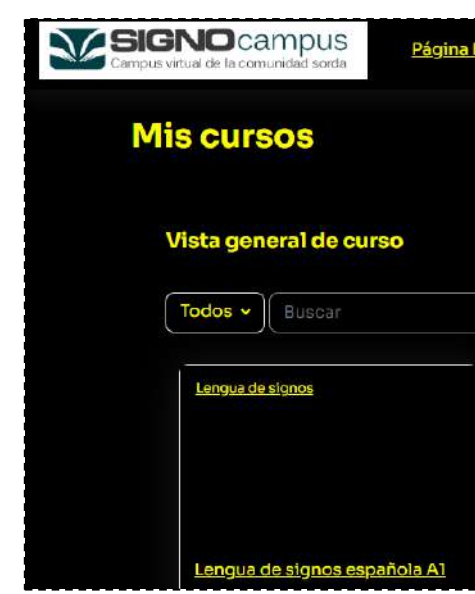 SIGNOcampus
Campus virtual de la comunidad sorda
Página
Mis cursos
Vista general de curso
Todos
Buscar
Lengua de signos
Lengua de signos española A1